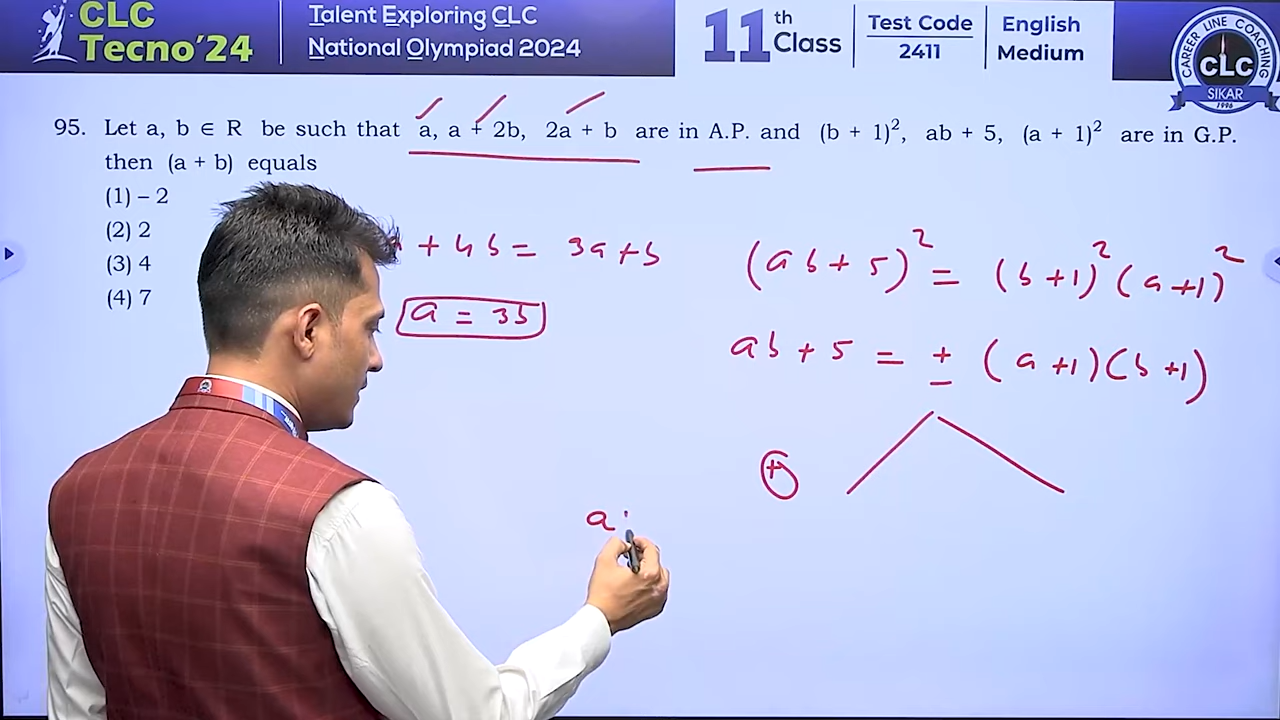 CLC Tecno'24
Talent Exploring CLC
National Olympiad 2024
11th Class
Test Code
2411
English Medium
CAREER LINE COACHING
CLC
SIKAR
1996
95. Let a, b ∈ R be such that a, a + 2b, 2a + b are in A.P. and (b + 1)², ab + 5, (a + 1)² are in G.P.
then (a + b) equals
(1) – 2
(2) 2
(3) 4
(4) 7
+ 4b = 3a+b
a = 3b
(ab+5)² = (b+1)² (a+1)²
ab+5 = ± (a+1)(b+1)
+
a